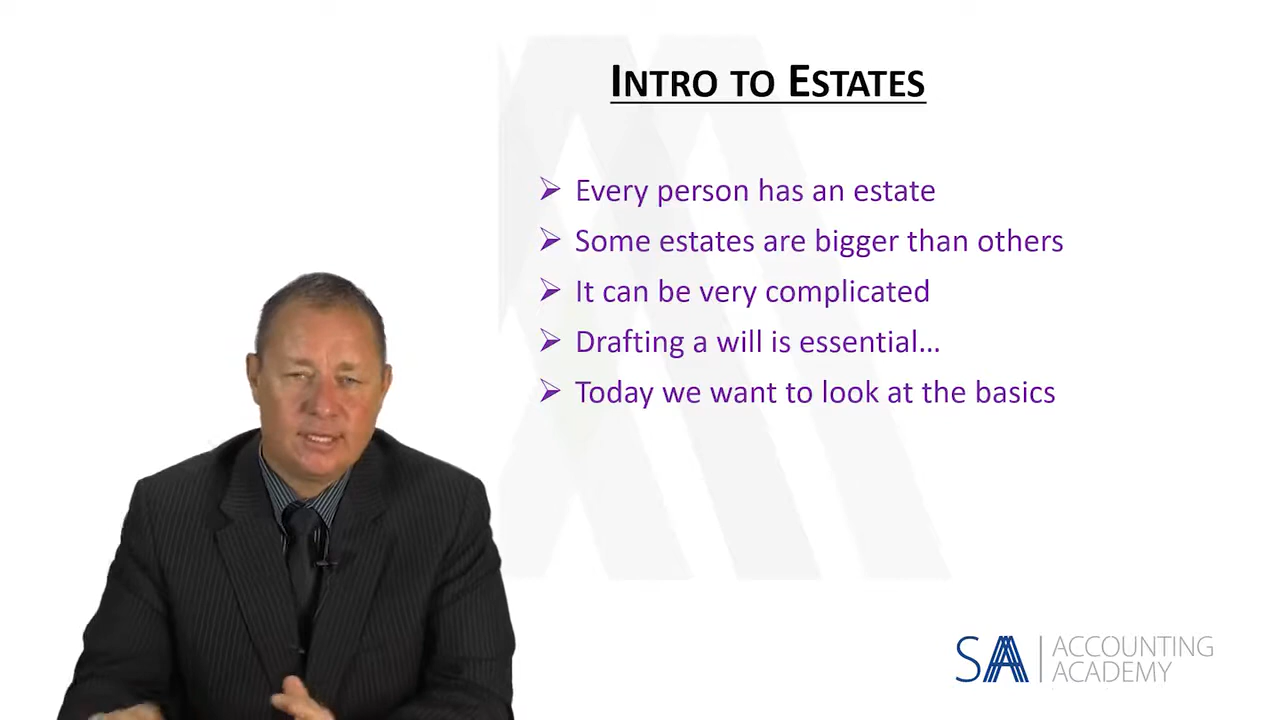 INTRO TO ESTATES
Every person has an estate
Some estates are bigger than others
It can be very complicated
Drafting a will is essential…
Today we want to look at the basics
SAA ACCOUNTING
ACADEMY